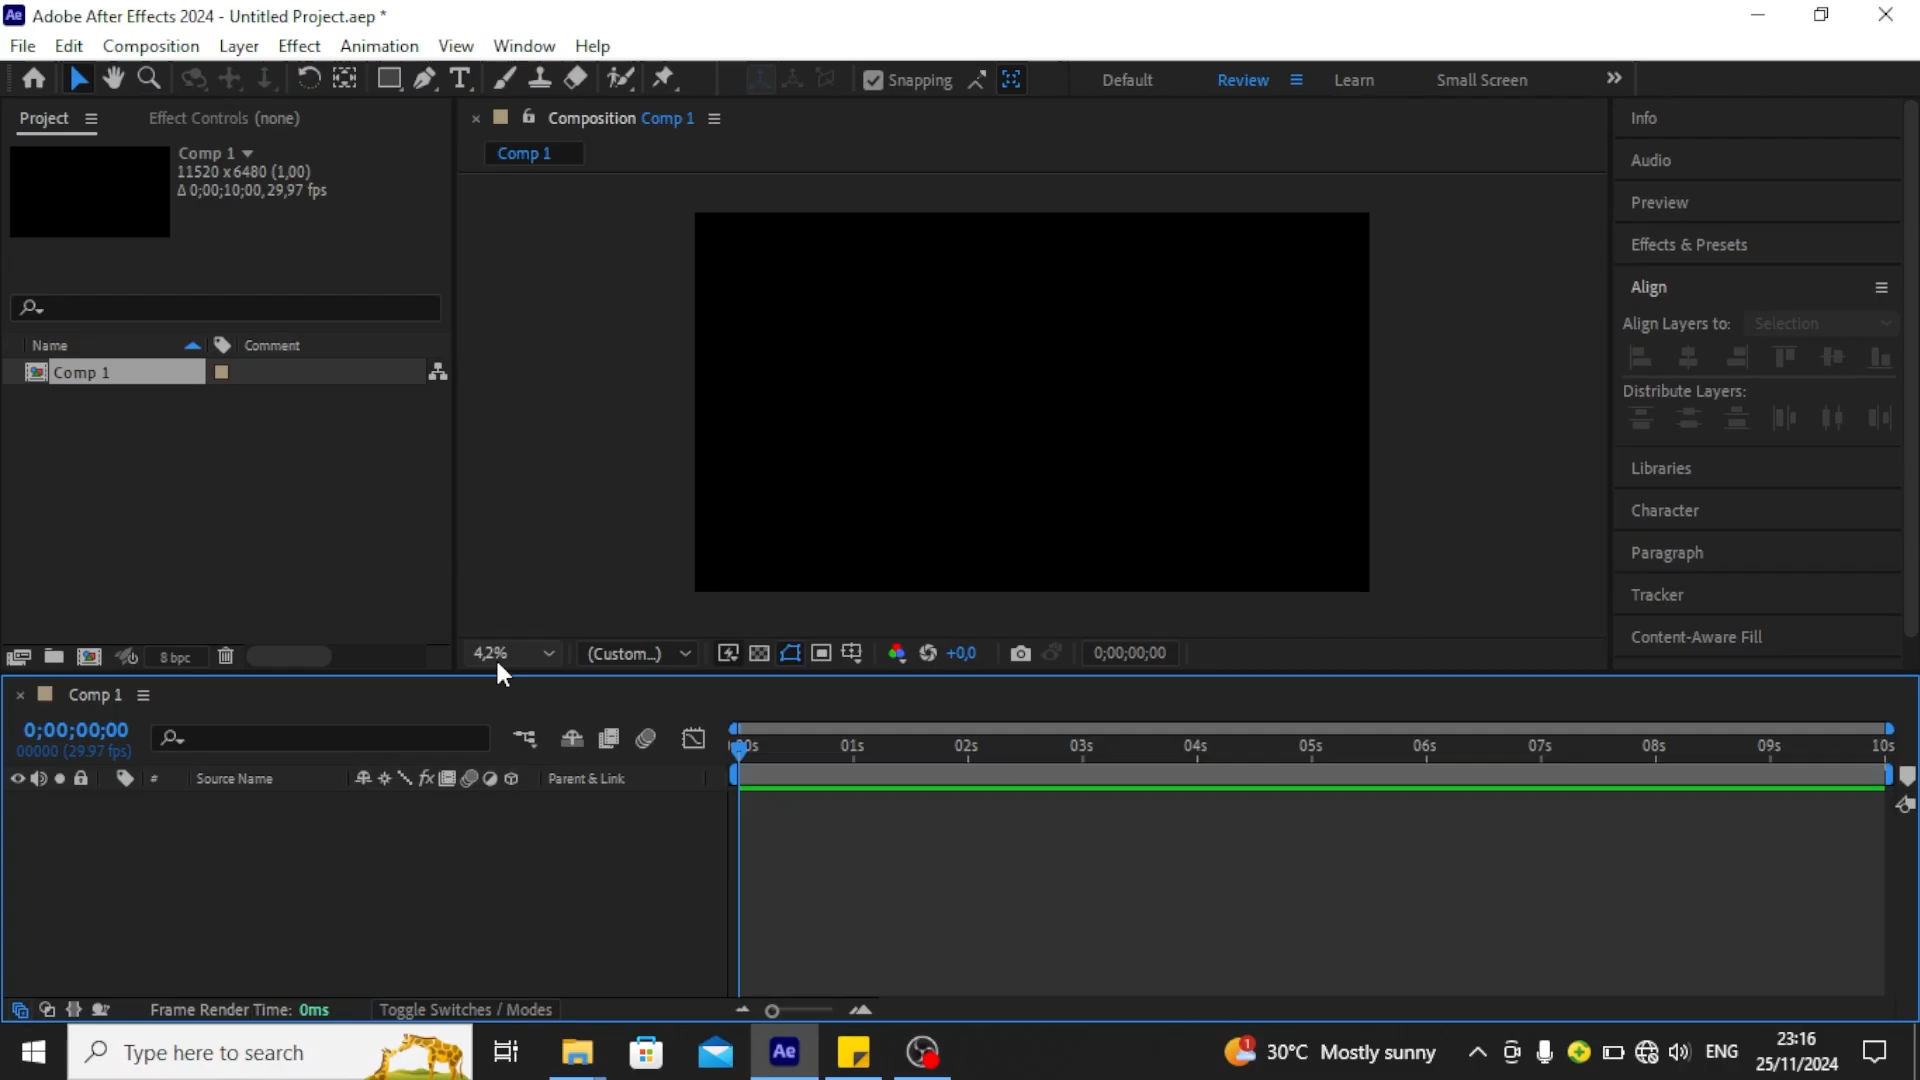 Ae Adobe After Effects 2024 - Untitled Project.aep *
File Edit Composition Layer Effect Animation View Window Help
Snapping Default Review Learn Small Screen
Project Effect Controls (none)
Comp 1
11520 x 6480 (1,00)
Δ 0;00;10;00, 29,97 fps
Name Comment
Comp 1
8 bpc
Composition Comp 1
Comp 1
4,2% (Custom...) +0,0 0;00;00;00
Info
Audio
Preview
Effects & Presets
Align
Align Layers to: Selection
Distribute Layers:
Libraries
Character
Paragraph
Tracker
Content-Aware Fill
Comp 1
0;00;00;00
00000 (29.97 fps)
# Source Name fx Parent & Link
01s 02s 03s 04s 05s 06s 07s 08s 09s 10s
Frame Render Time: 0ms Toggle Switches / Modes
Type here to search Ae 1 30°C Mostly sunny ENG 23:16
25/11/2024